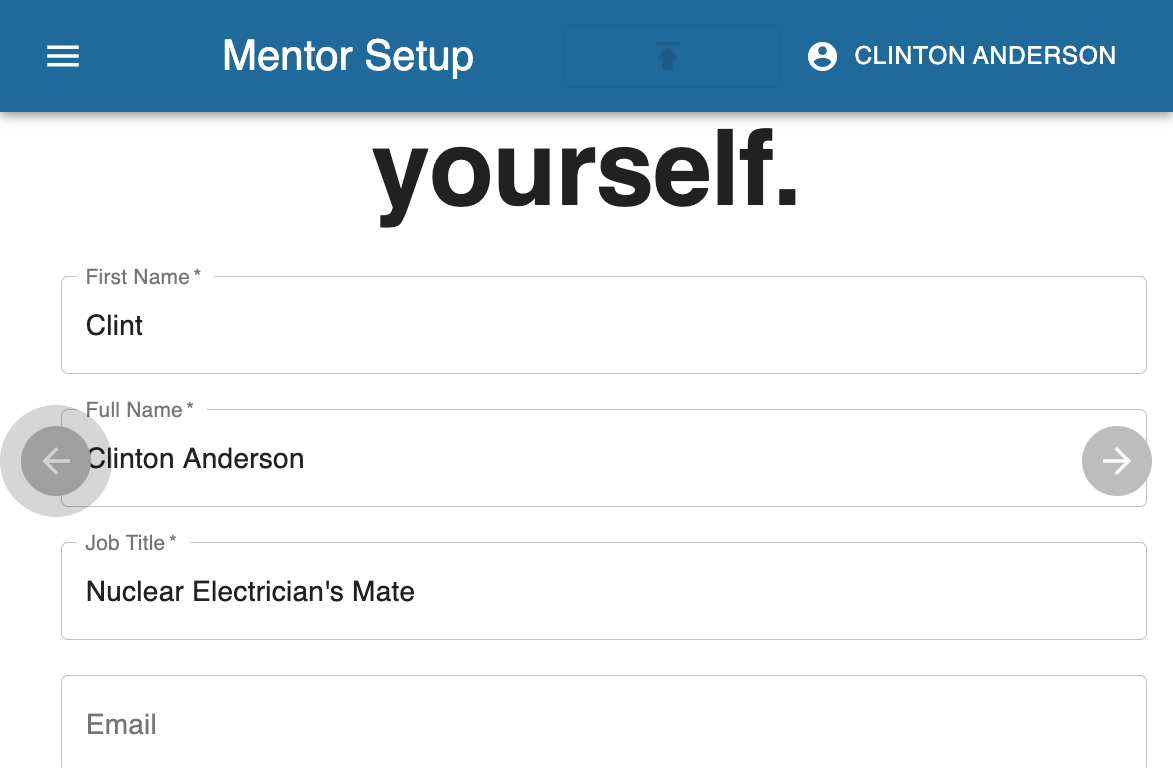 Mentor Setup
CLINTON ANDERSON
yourself.
First Name *
Clint
Full Name *
Clinton Anderson
Job Title *
Nuclear Electrician's Mate
Email